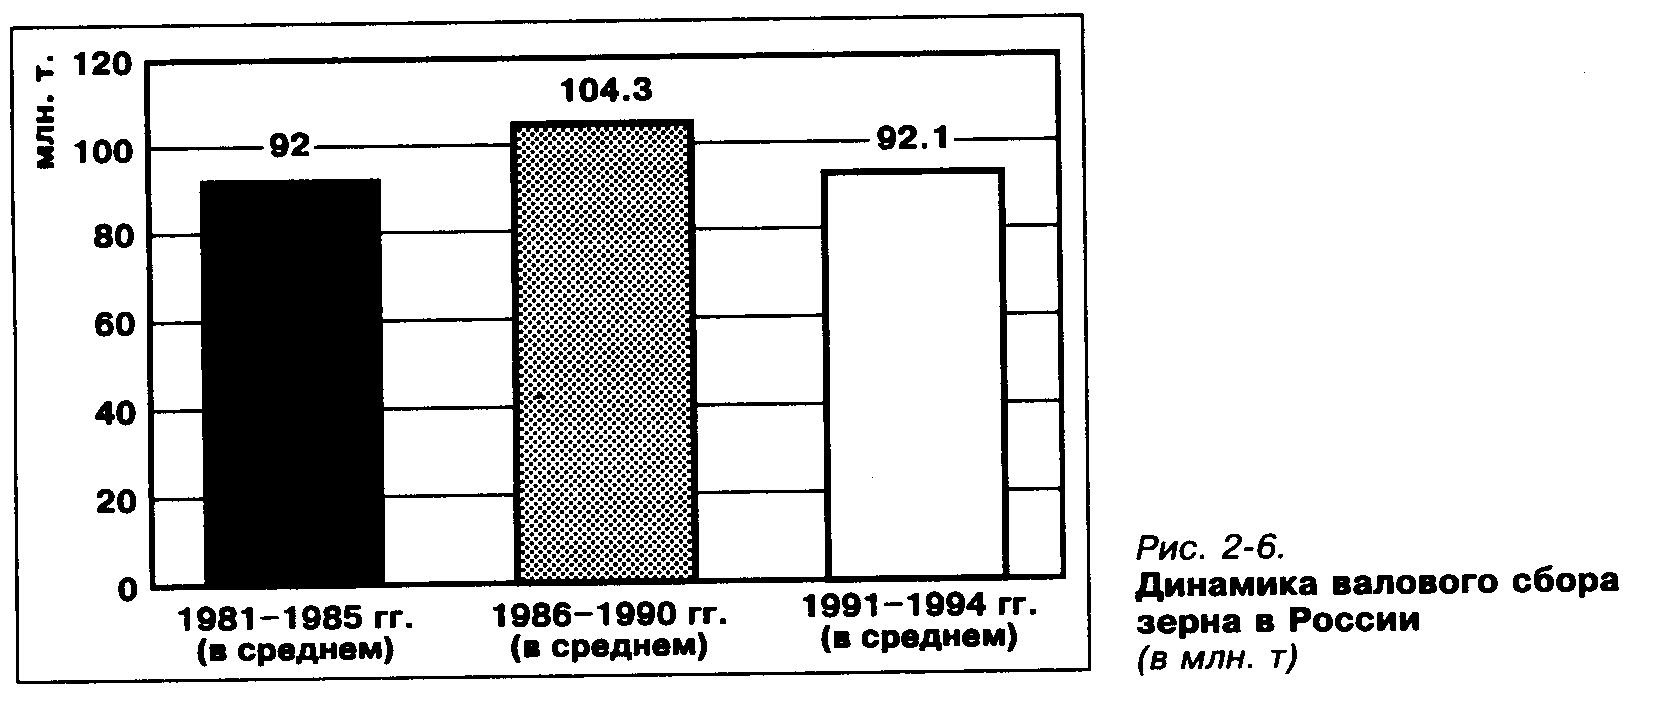 млн. т.
120
100
80
60
40
20
0
92
104.3
92.1
1981–1985 гг.
(в среднем)
1986–1990 гг.
(в среднем)
1991–1994 гг.
(в среднем)
Рис. 2-6.
Динамика валового сбора
зерна в России
(в млн. т)